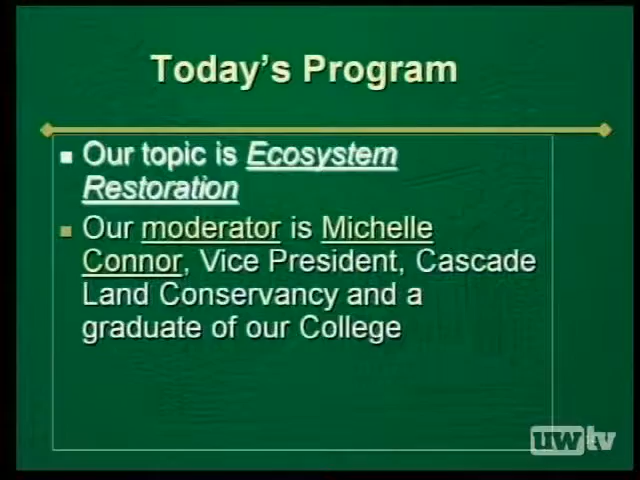 Today's Program
Our topic is Ecosystem
Restoration
Our moderator is Michelle
Connor, Vice President, Cascade
Land Conservancy and a
graduate of our College
uwtv